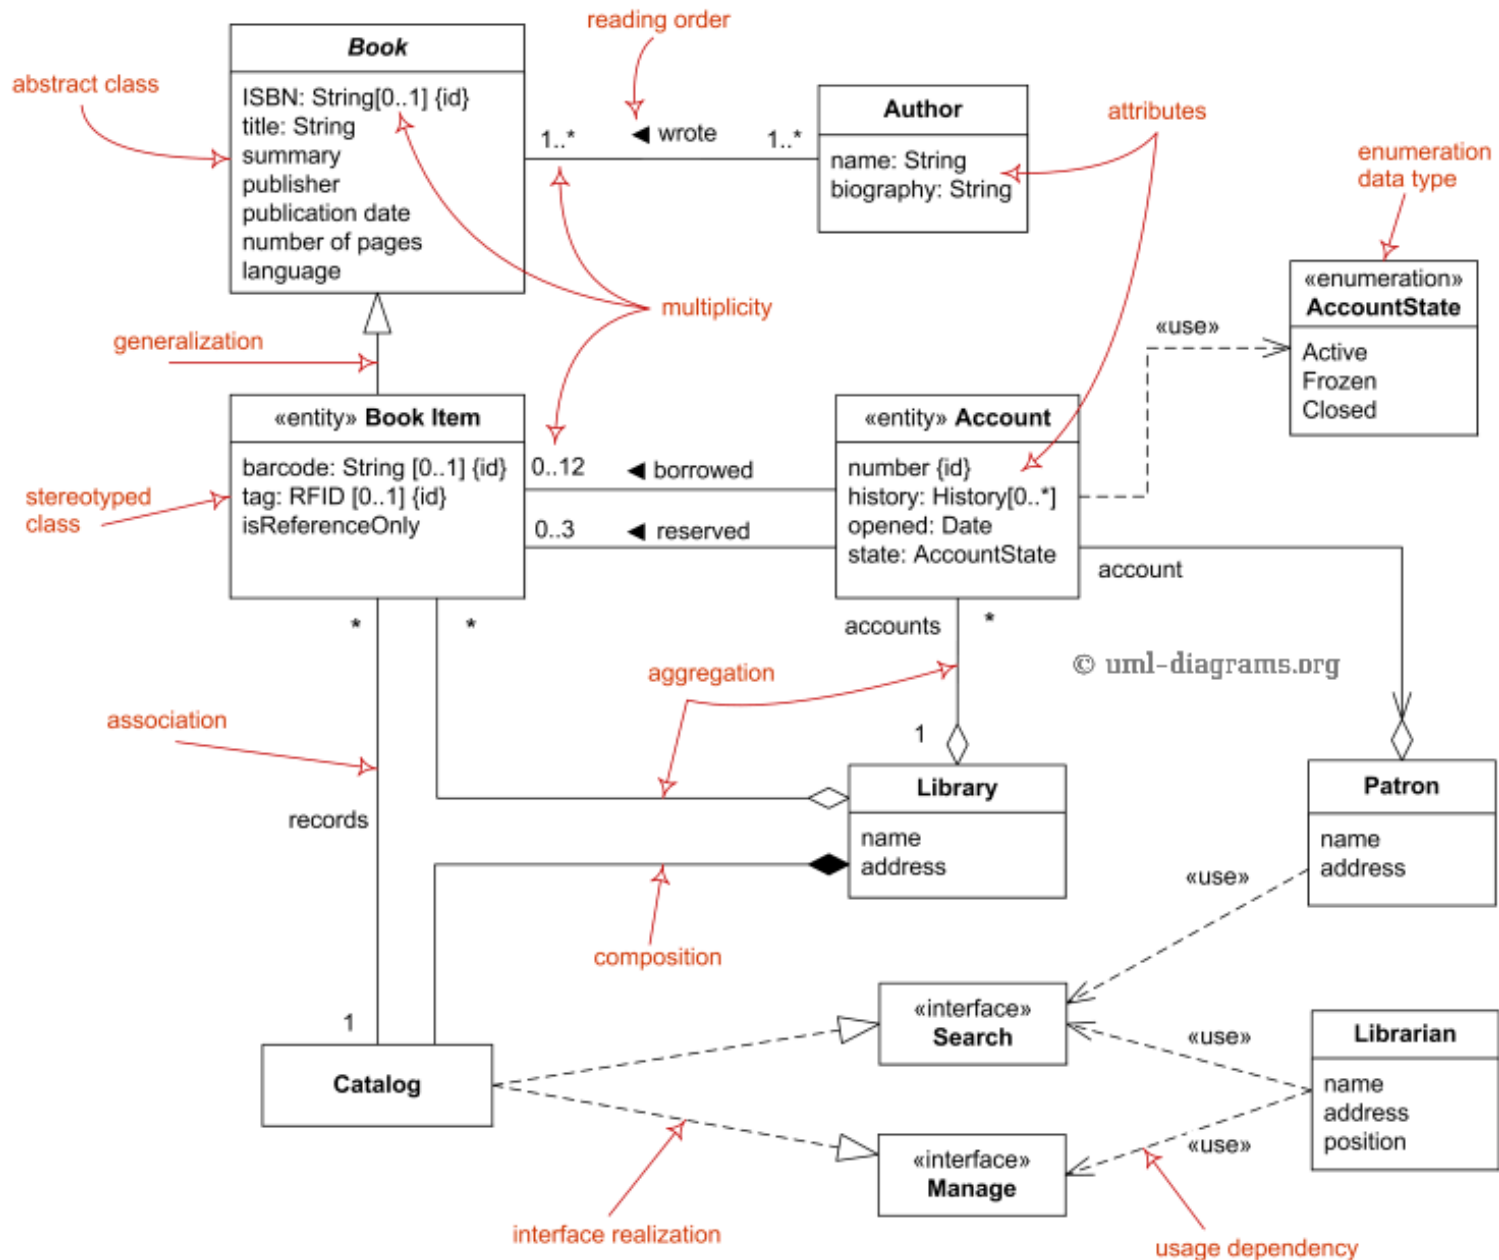 reading order
Book
abstract class
ISBN: String[0..1] {id}
title: String
summary
publisher
publication date
number of pages
language
1..*
◄ wrote
1..*
Author
name: String
biography: String
attributes
enumeration
data type
multiplicity
generalization
«enumeration»
AccountState
Active
Frozen
Closed
«use»
«entity» Book Item
barcode: String [0..1] {id}
tag: RFID [0..1] {id}
isReferenceOnly
stereotyped
class
0..12
◄ borrowed
0..3
◄ reserved
«entity» Account
number {id}
history: History[0..*]
opened: Date
state: AccountState
account
*
*
accounts
*
© uml-diagrams.org
aggregation
association
1
records
Library
name
address
Patron
name
address
composition
«use»
1
Catalog
«interface»
Search
«use»
Librarian
name
address
position
«interface»
Manage
«use»
interface realization
usage dependency